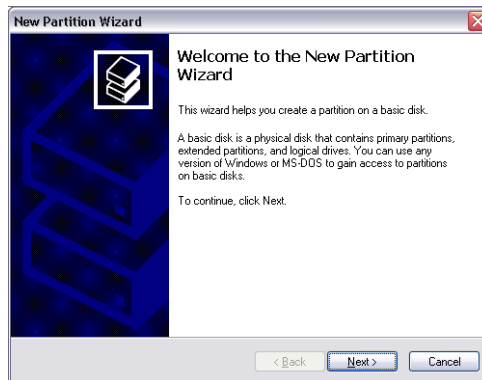 New Partition Wizard
Welcome to the New Partition
Wizard
This wizard helps you create a partition on a basic disk.
A basic disk is a physical disk that contains primary partitions,
extended partitions, and logical drives. You can use any
version of Windows or MS-DOS to gain access to partitions
on basic disks.
To continue, click Next.
< Back Next > Cancel